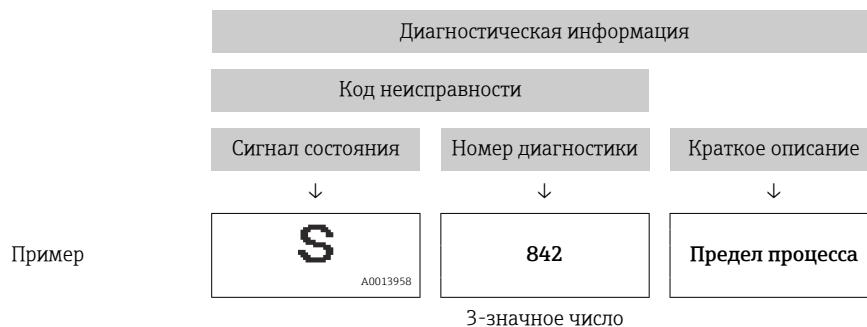 Диагностическая информация
Код неисправности
Сигнал состояния Номер диагностики Краткое описание
↓ ↓ ↓
Пример S 842 Предел процесса
A0013958
3-значное число